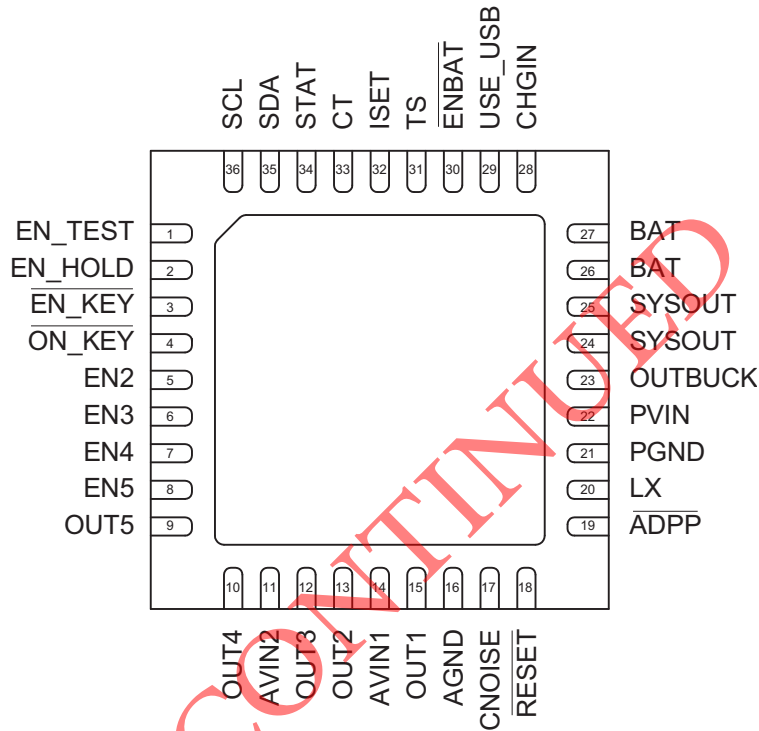 SCL
SDA
STAT
CT
ISET
TS
ENBAT
USE_USB
CHGIN
36
35
34
33
32
31
30
29
28
EN_TEST 1
EN_HOLD 2
EN_KEY 3
ON_KEY 4
EN2 5
EN3 6
EN4 7
EN5 8
OUT5 9
27 BAT
26 BAT
25 SYSOUT
24 SYSOUT
23 OUTBUCK
22 PVIN
21 PGND
20 LX
19 ADPP
10
11
12
13
14
15
16
17
18
OUT4
AVIN2
OUT3
OUT2
AVIN1
OUT1
AGND
CNOISE
RESET
CONTINUED